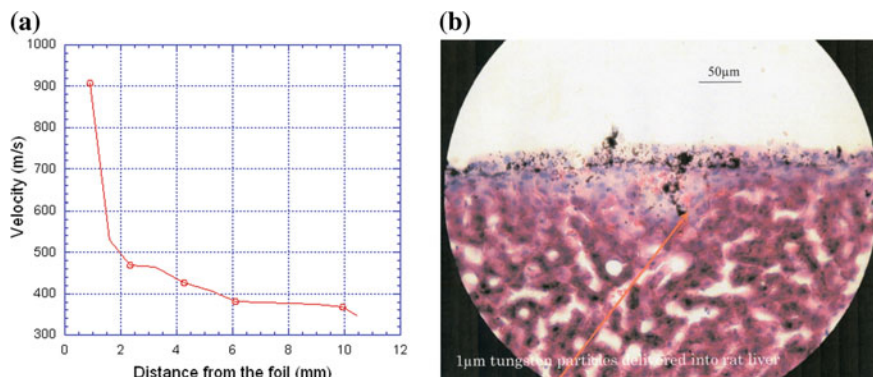 (a)
1000
900
800
700
600
500
400
300
Velocity (m/s)
0 2 4 6 8 10 12
Distance from the foil (mm)
(b)
50µm
1µm tungsten particles delivered into rat liver